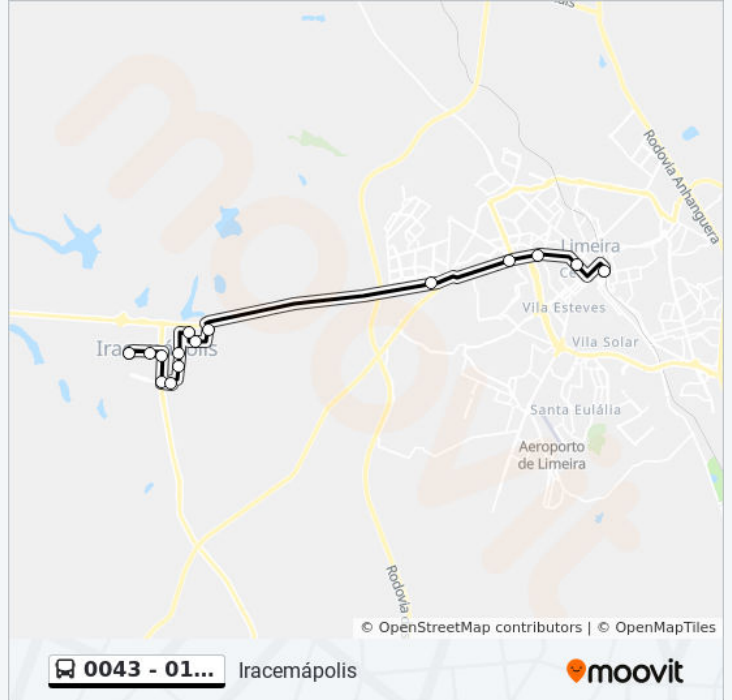 Rodovia Anhanguera
Limeira
Vila Esteves
Vila Solar
Santa Eulália
Aeroporto
de Limeira
Rodovia
© OpenStreetMap contributors | © OpenMapTiles
0043 - 01...
Iracemápolis
moovit